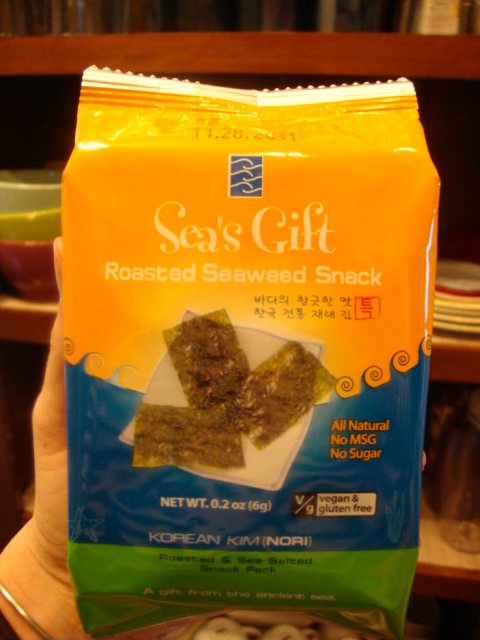 11.28.2031
Sea's Gift
Roasted Seaweed Snack
바다의 향긋한 맛
한국 전통 재래 김
특
All Natural
No MSG
No Sugar
NET WT. 0.2 oz (6g)
V/g vegan &
gluten free
KOREAN KIM (NORI)
Roasted & Sea Salted
Snack Pack
A gift from the ancient sea.